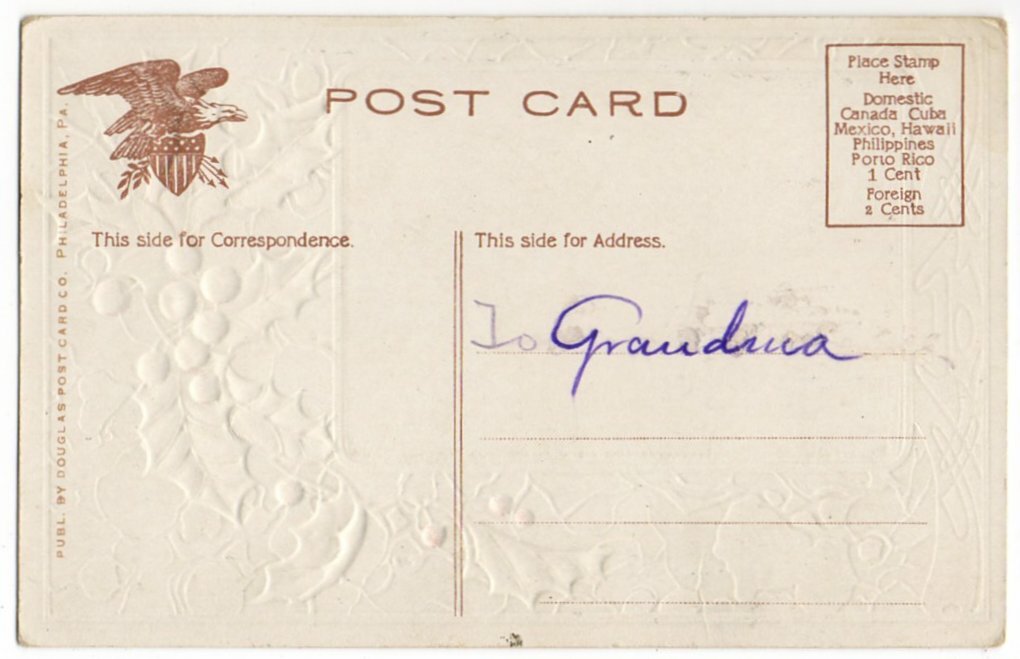 POST CARD
Place Stamp
Here
Domestic
Canada Cuba
Mexico, Hawaii
Philippines
Porto Rico
1 Cent
Foreign
2 Cents
PUBL. BY DOUGLAS POST CARD CO. PHILADELPHIA, PA.
This side for Correspondence.
This side for Address.
To Grandma